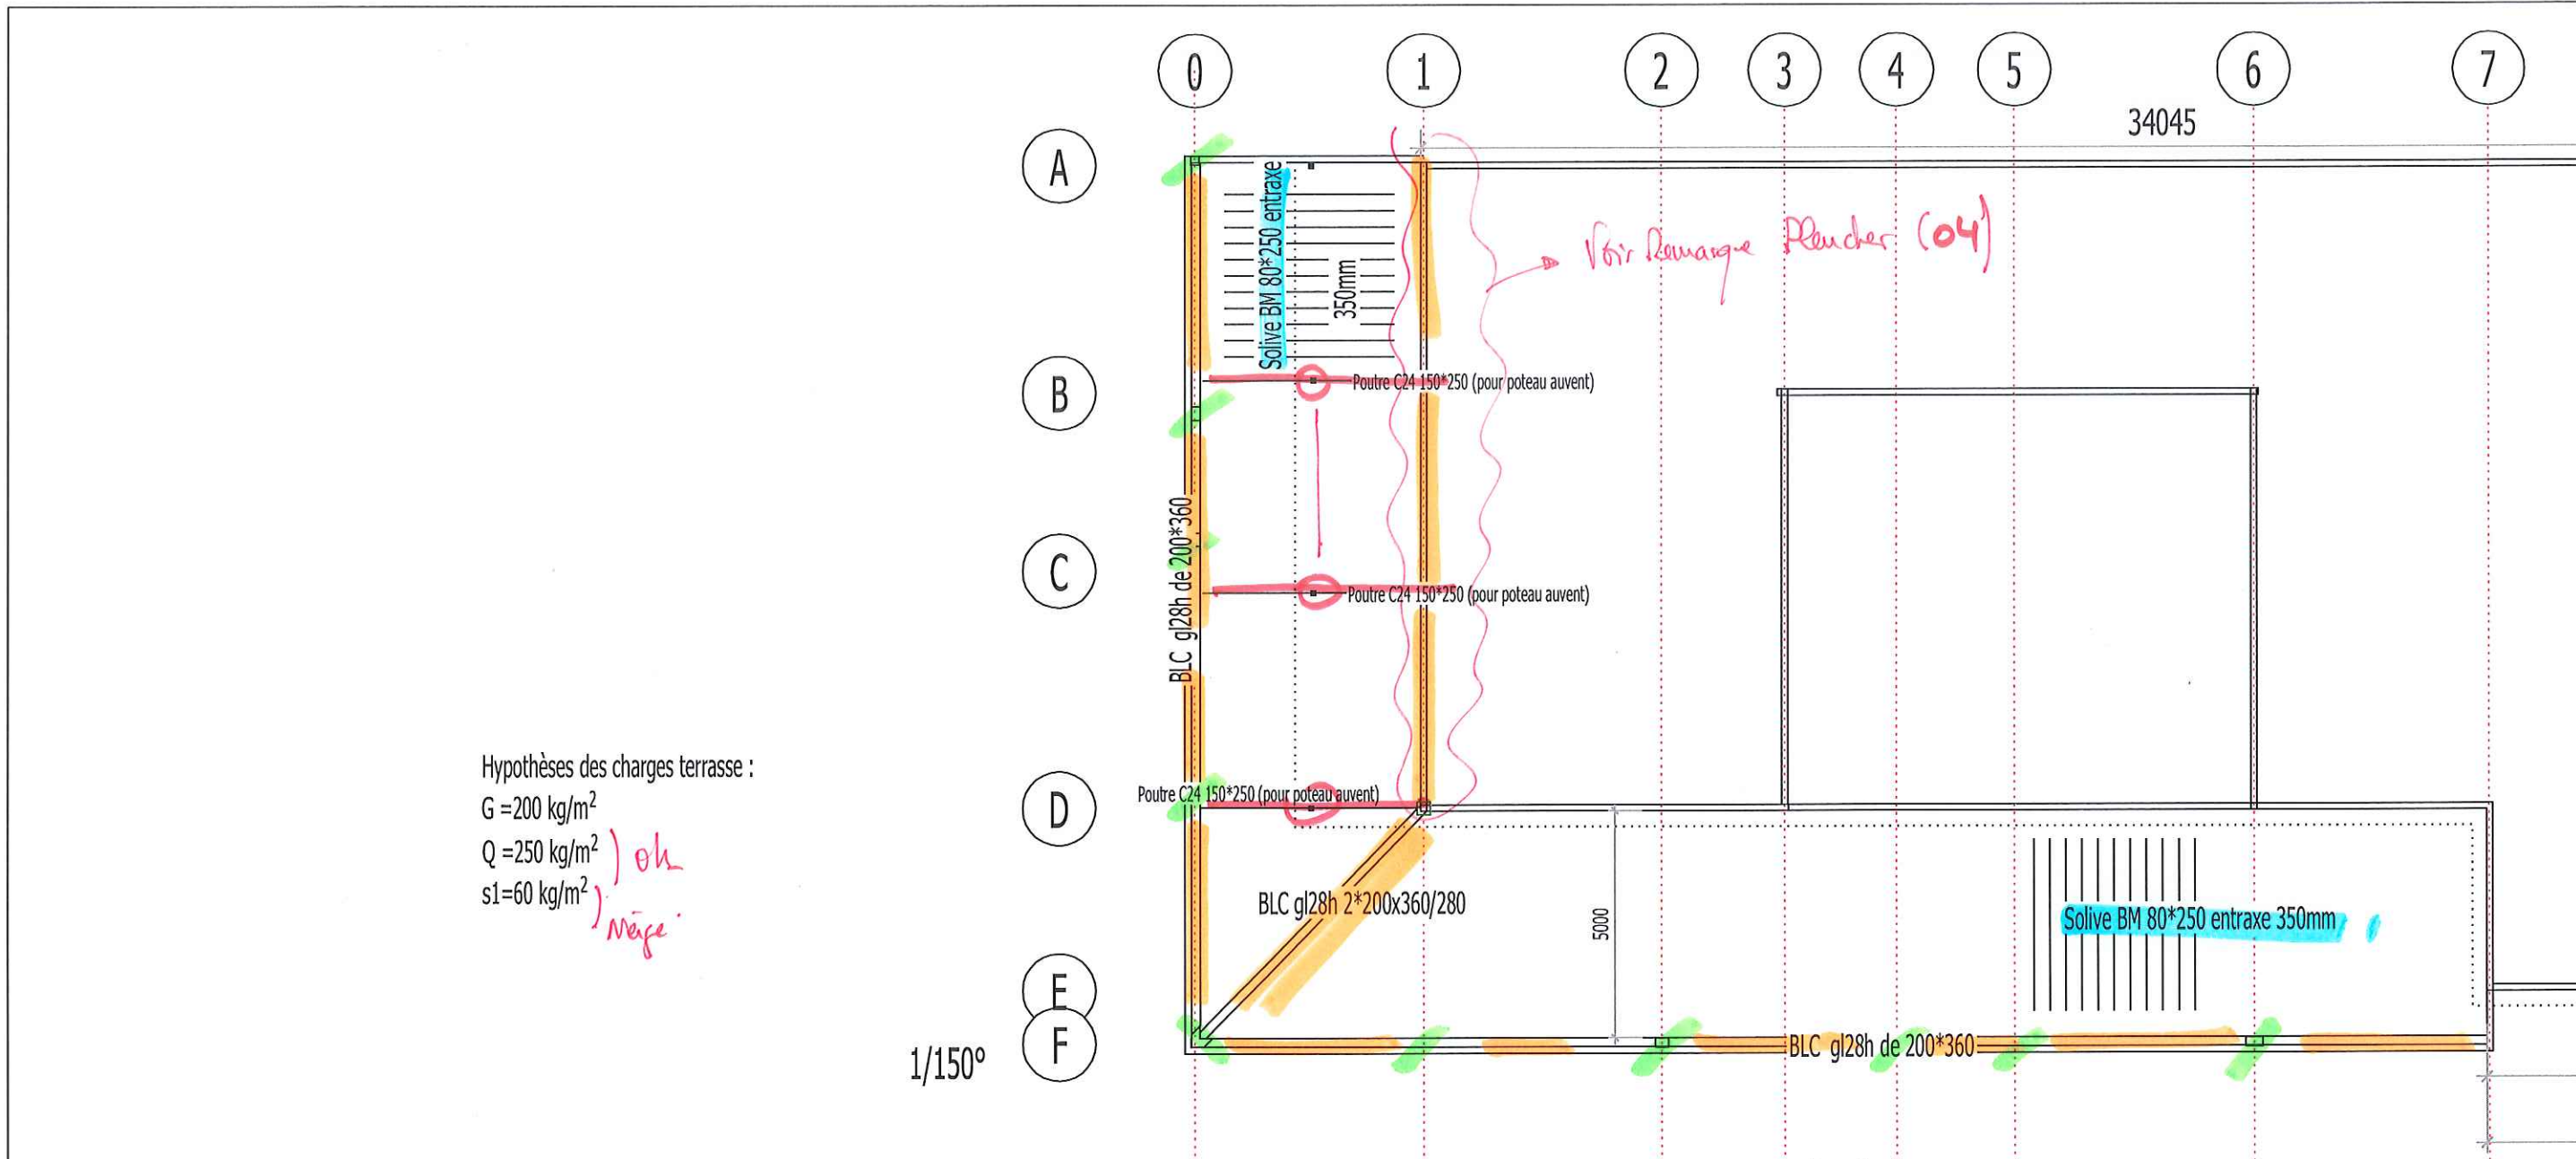 0
1
2
3
4
5
6
7
34045
A
Solive BM 80*250 entraxe
350mm
Voir Remarque Plancher (04)
B
Poutre C24 150*250 (pour poteau auvent)
C
Poutre C24 150*250 (pour poteau auvent)
BLC gl28h de 200*360
Hypothèses des charges terrasse :
G =200 kg/m²
Q =250 kg/m²
ok
s1=60 kg/m²
Neige
D
Poutre C24 150*250 (pour poteau auvent)
BLC gl28h 2*200x360/280
5000
Solive BM 80*250 entraxe 350mm
E
F
BLC gl28h de 200*360
1/150°